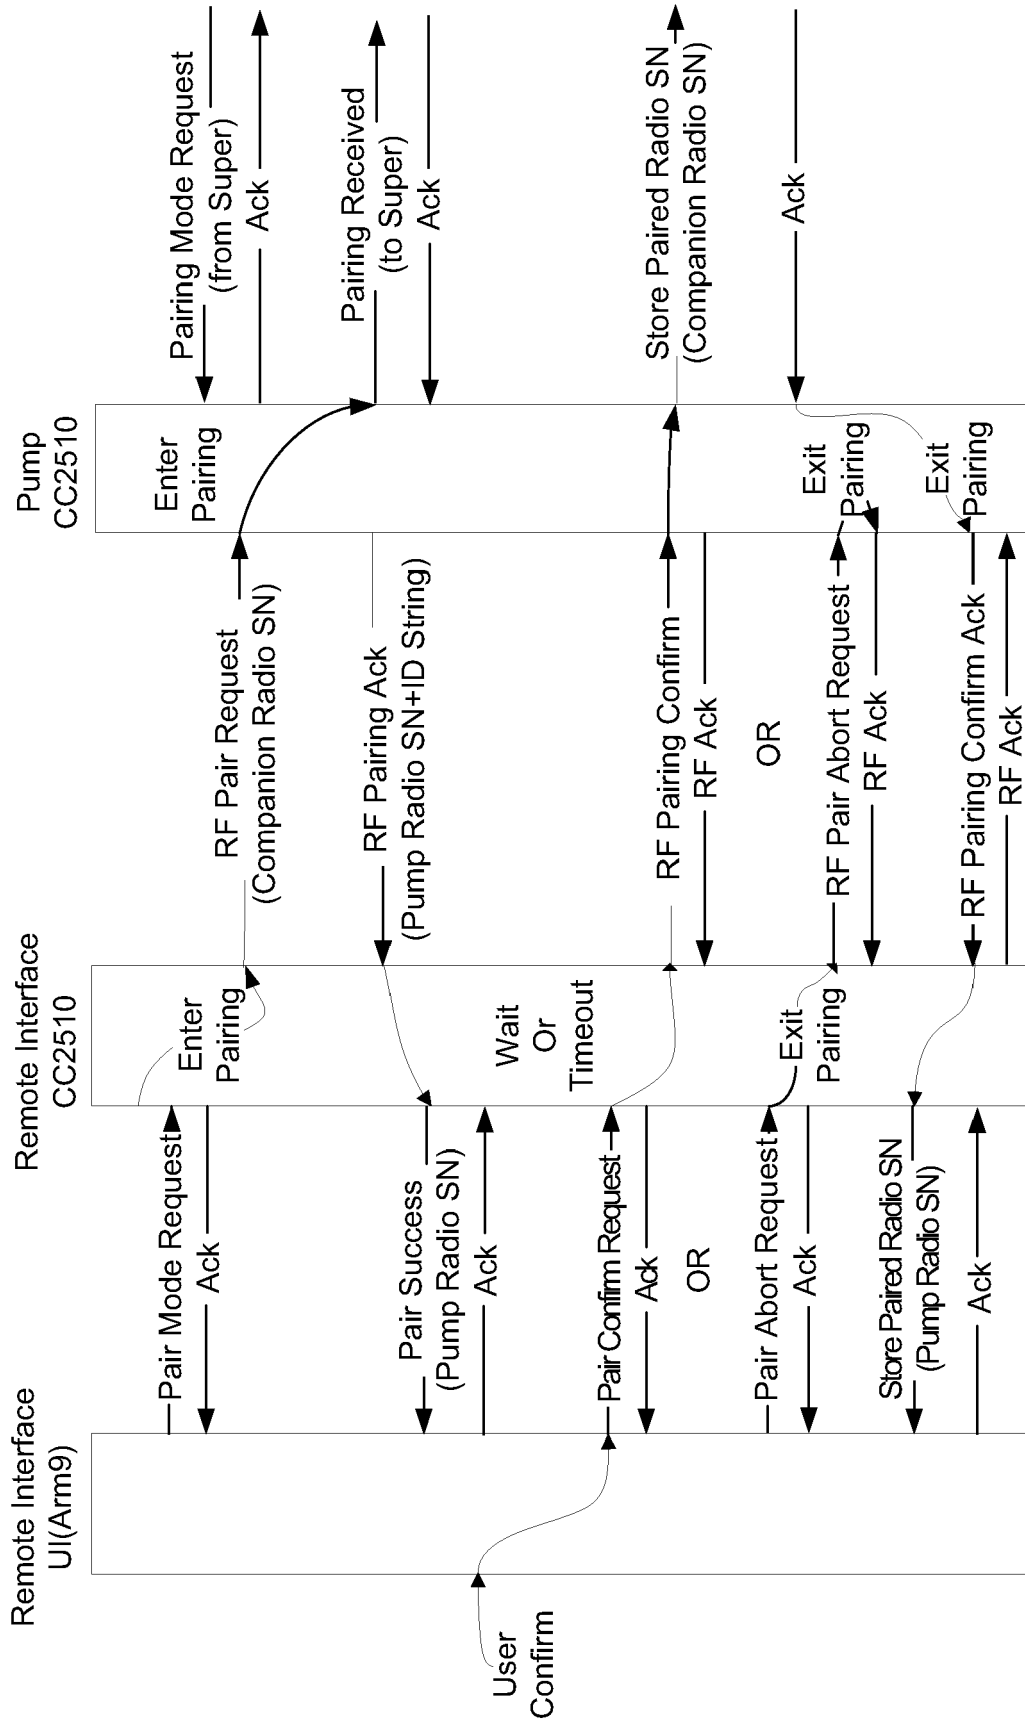 Remote Interface
UI(Arm9)
Remote Interface
CC2510
Pump
CC2510
Pair Mode Request
Ack
Enter
Pairing
RF Pair Request
(Companion Radio SN)
Enter
Pairing
Pairing Mode Request
(from Super)
Ack
Pair Success
(Pump Radio SN)
Ack
RF Pairing Ack
(Pump Radio SN+ID String)
Pairing Received
(to Super)
Ack
User
Confirm
Wait
Or
Timeout
Pair Confirm Request
Ack
OR
RF Pairing Confirm
RF Ack
OR
Store Paired Radio SN
(Companion Radio SN)
Pair Abort Request
Ack
Exit
Pairing
RF Pair Abort Request
RF Ack
Exit
Pairing
Ack
Store Paired Radio SN
(Pump Radio SN)
Ack
RF Pairing Confirm Ack
RF Ack
Exit
Pairing